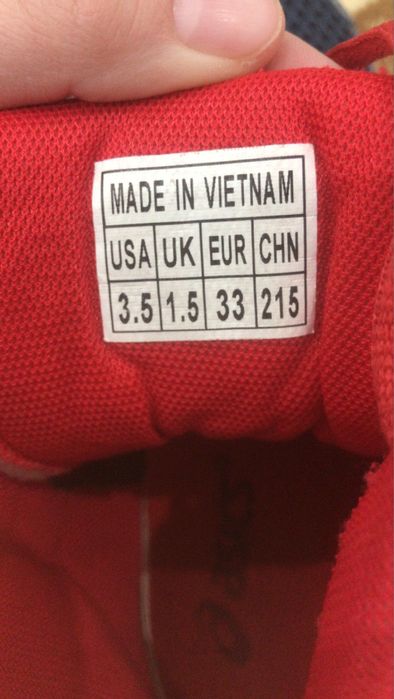 MADE IN VIETNAM
USA UK EUR CHN
3.5 1.5 33 215